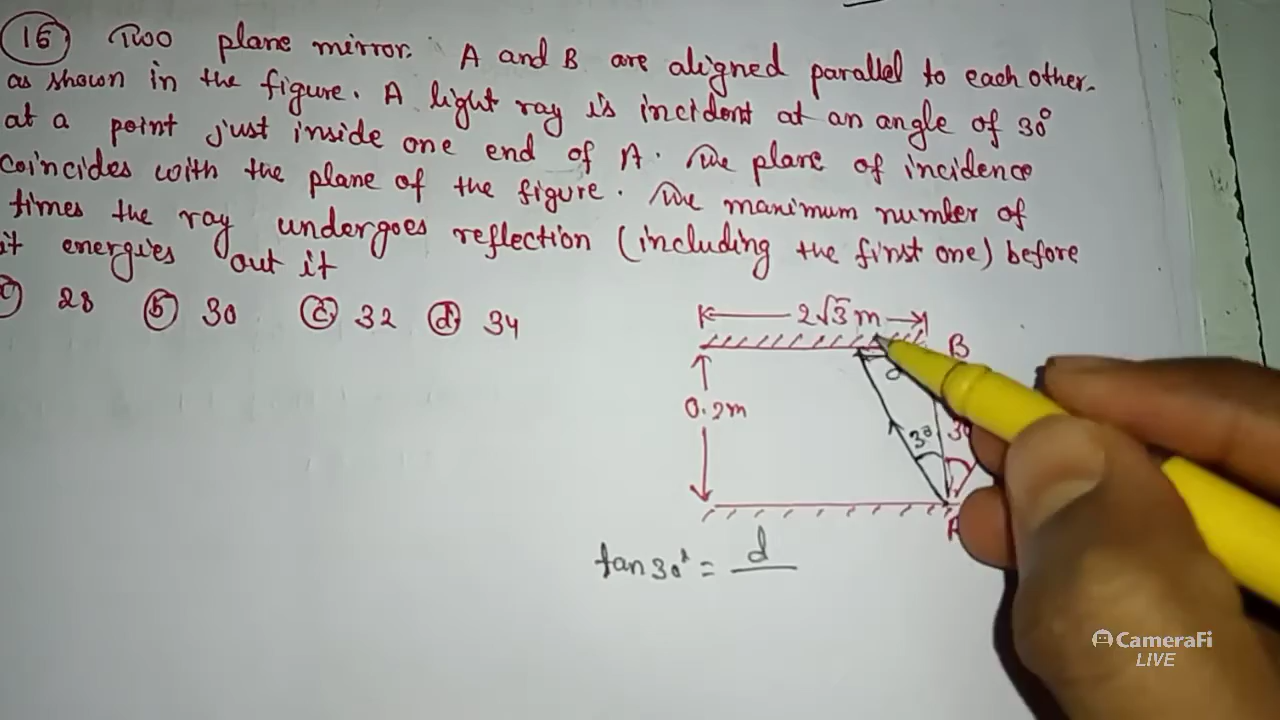 16 Two plane mirror. A and B are aligned parallel to each other.
as shown in the figure. A light ray is incident at an angle of 30°
at a point just inside one end of A. The plane of incidence
coincides with the plane of the figure. The maximum number of
times the ray undergoes reflection (including the first one) before
it energies out it
28 b 30 c 32 d 34
2√3 m
B
d
0.2m
30
30
A
tan 30° = d
CameraFi
LIVE